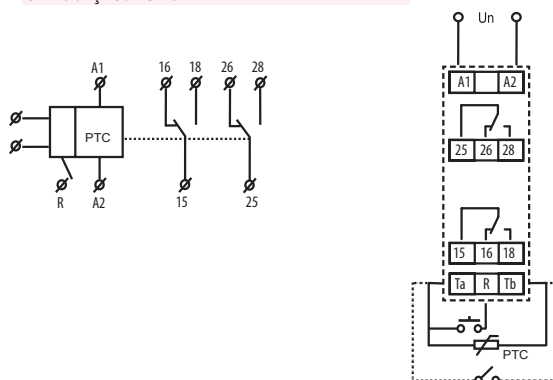 Un
A1 A2
25 26 28
15 16 18
Ta R Tb
PTC
A1 16 18 26 28
PTC
R A2 15 25